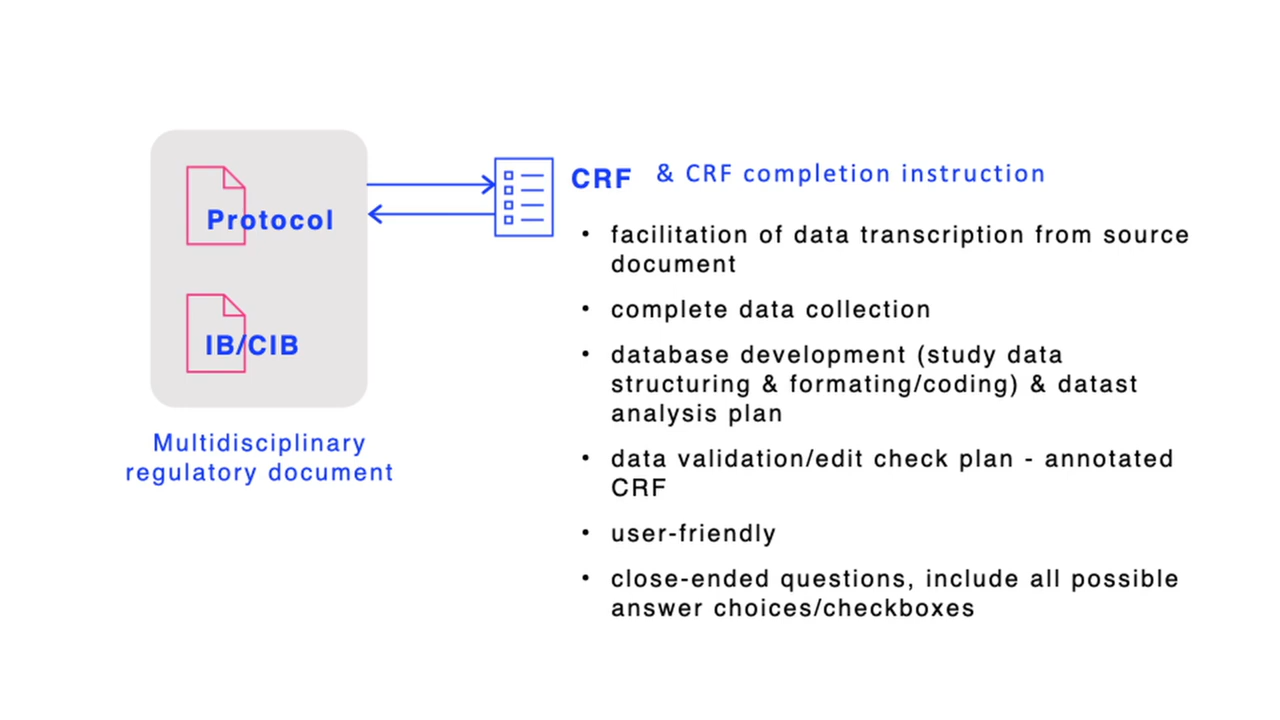 Protocol
IB/CIB
Multidisciplinary
regulatory document
CRF & CRF completion instruction
• facilitation of data transcription from source
document
• complete data collection
• database development (study data
structuring & formating/coding) & datast
analysis plan
• data validation/edit check plan - annotated
CRF
• user-friendly
• close-ended questions, include all possible
answer choices/checkboxes